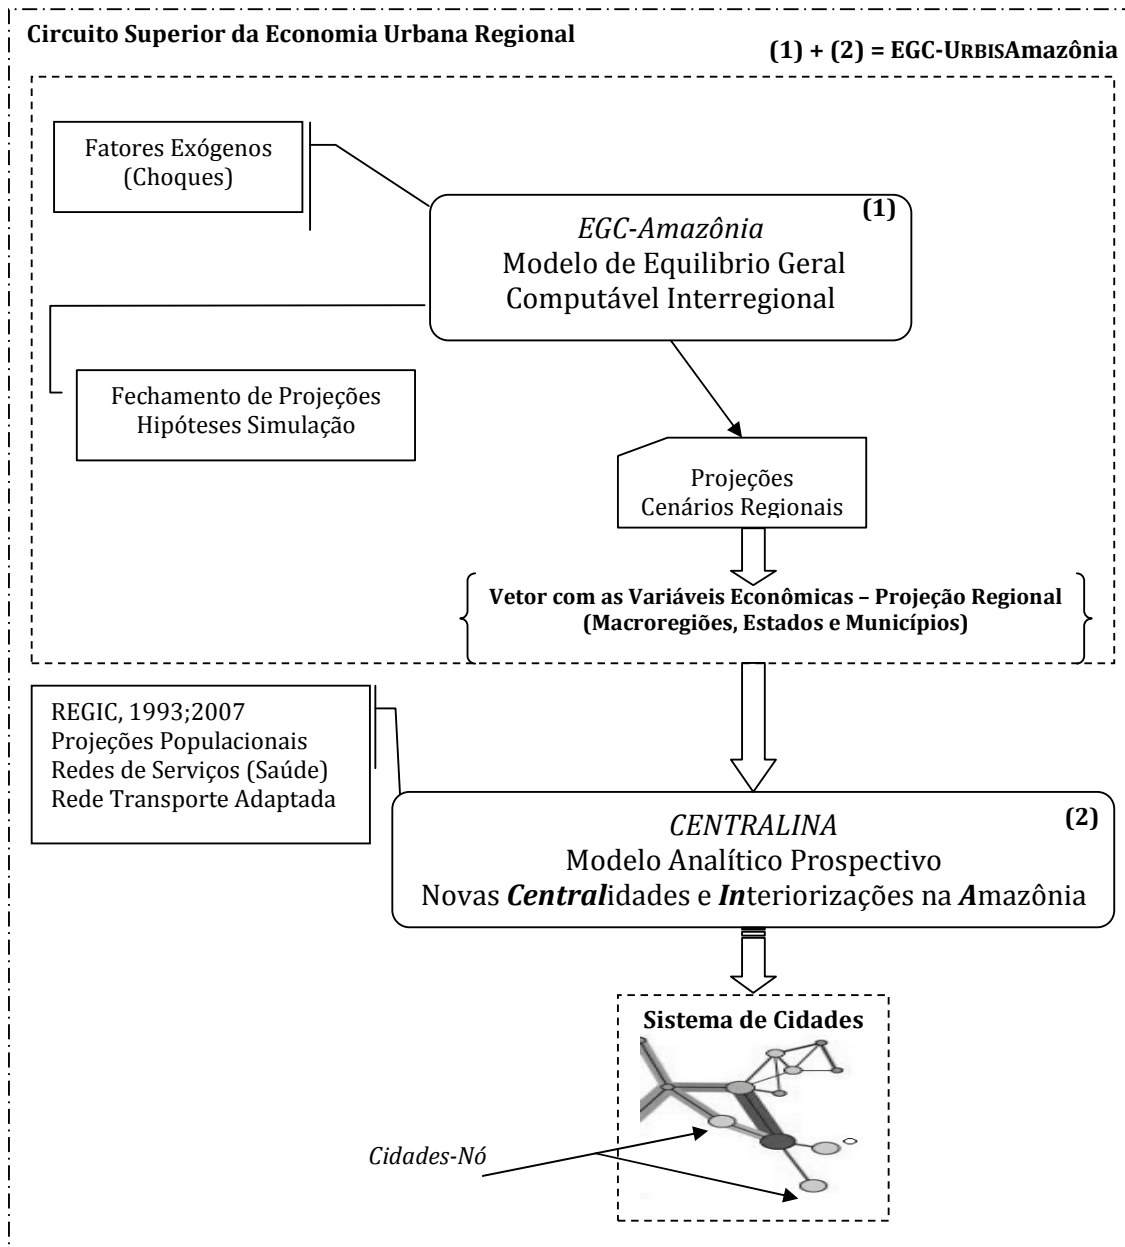 Circuito Superior da Economia Urbana Regional
(1) + (2) = EGC-URBISAmazônia
Fatores Exógenos
(Choques)
(1)
EGC-Amazônia
Modelo de Equilibrio Geral
Computável Interregional
Fechamento de Projeções
Hipóteses Simulação
Projeções
Cenários Regionais
Vetor com as Variáveis Econômicas – Projeção Regional
(Macroregiões, Estados e Municípios)
REGIC, 1993;2007
Projeções Populacionais
Redes de Serviços (Saúde)
Rede Transporte Adaptada
(2)
CENTRALINA
Modelo Analítico Prospectivo
Novas Centralidades e Interiorizações na Amazônia
Sistema de Cidades
Cidades-Nó